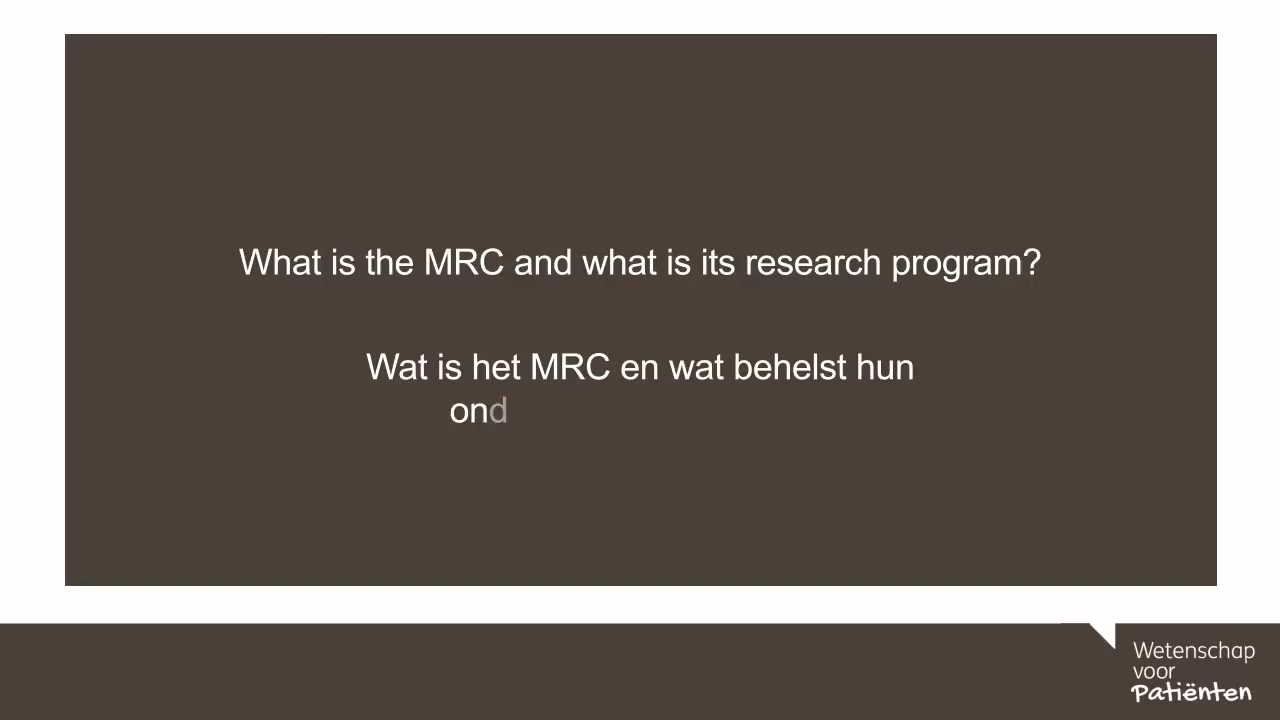 What is the MRC and what is its research program?
Wat is het MRC en wat behelst hun
ond
Wetenschap
voor
Patiënten